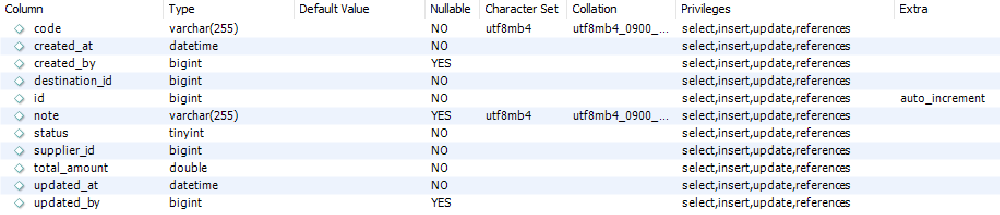 Column Type Default Value Nullable Character Set Collation Privileges Extra
code varchar(255) NO utf8mb4 utf8mb4_0900_... select,insert,update,references
created_at datetime NO select,insert,update,references
created_by bigint YES select,insert,update,references
destination_id bigint NO select,insert,update,references
id bigint NO select,insert,update,references auto_increment
note varchar(255) YES utf8mb4 utf8mb4_0900_... select,insert,update,references
status tinyint NO select,insert,update,references
supplier_id bigint NO select,insert,update,references
total_amount double NO select,insert,update,references
updated_at datetime NO select,insert,update,references
updated_by bigint YES select,insert,update,references